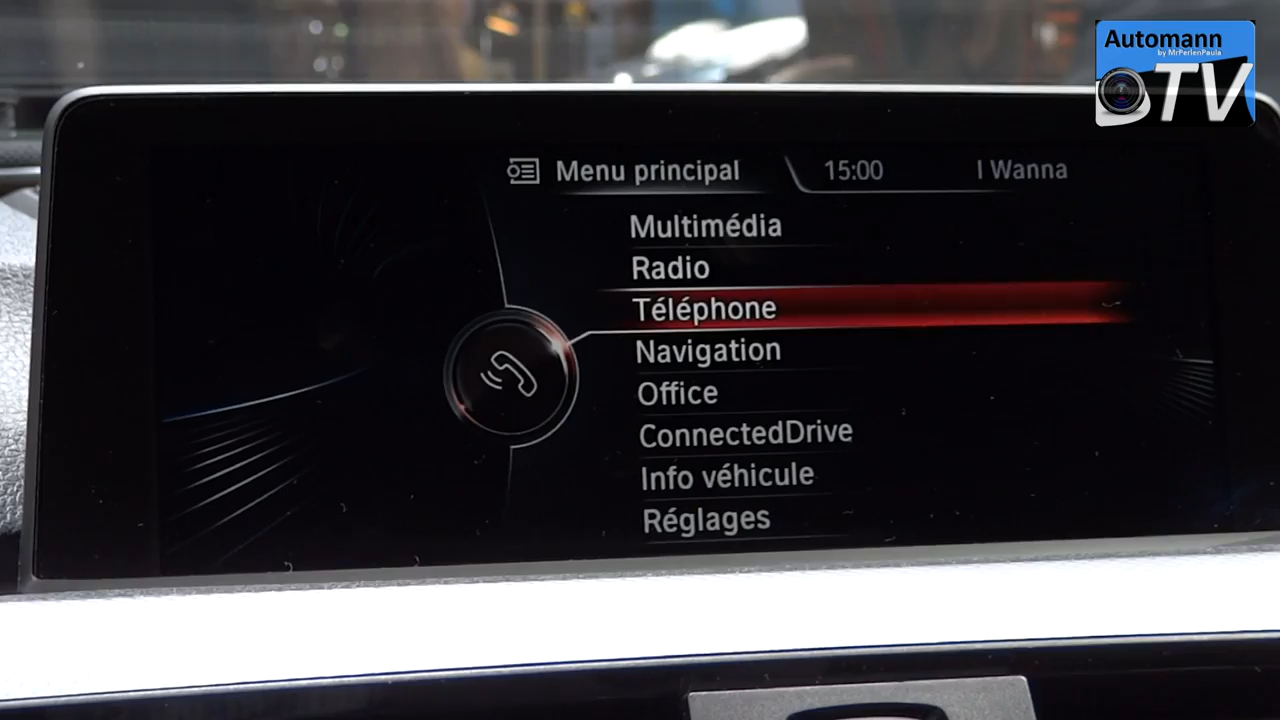 Automann
by MrPerlenPaula
TV
Menu principal 15:00 I Wanna
Multimédia
Radio
Téléphone
Navigation
Office
ConnectedDrive
Info véhicule
Réglages